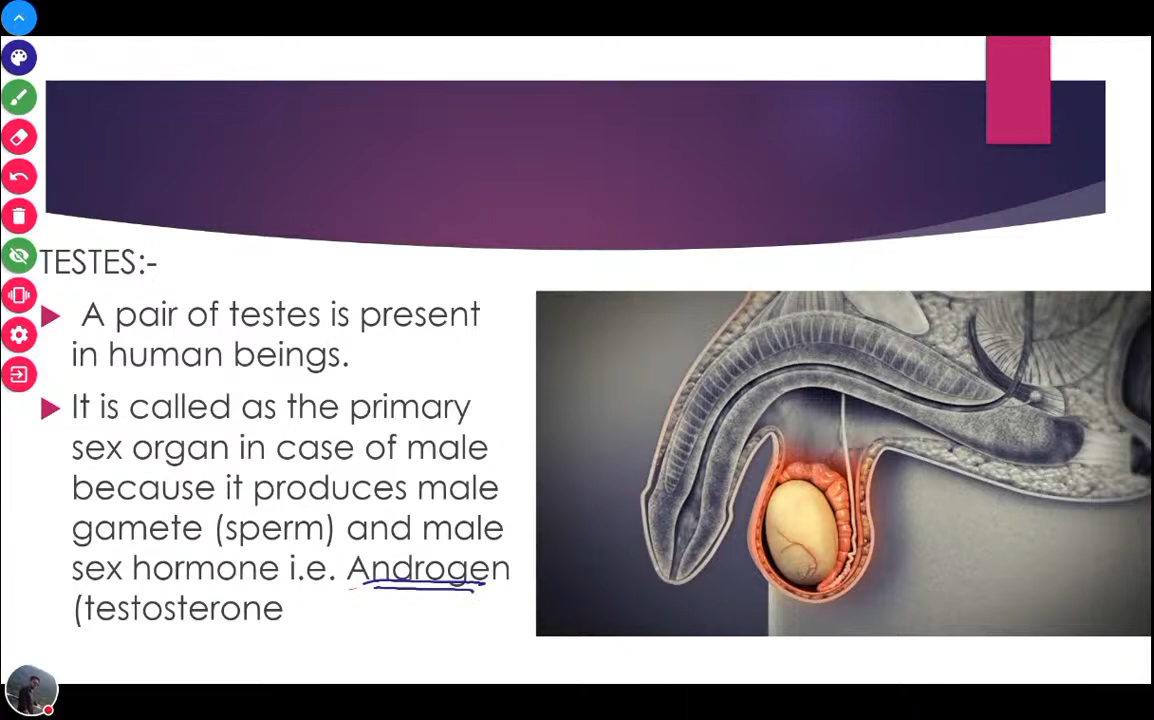 TESTES:-
A pair of testes is present
in human beings.
It is called as the primary
sex organ in case of male
because it produces male
gamete (sperm) and male
sex hormone i.e. Androgen
(testosterone